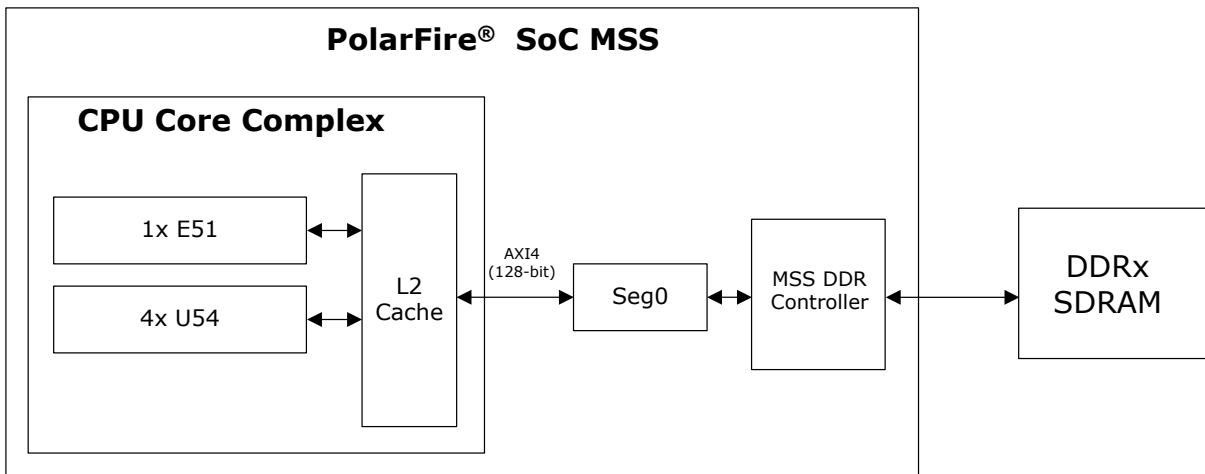 PolarFire® SoC MSS
CPU Core Complex
1x E51
4x U54
L2
Cache
AXI4
(128-bit)
Seg0
MSS DDR
Controller
DDRx
SDRAM